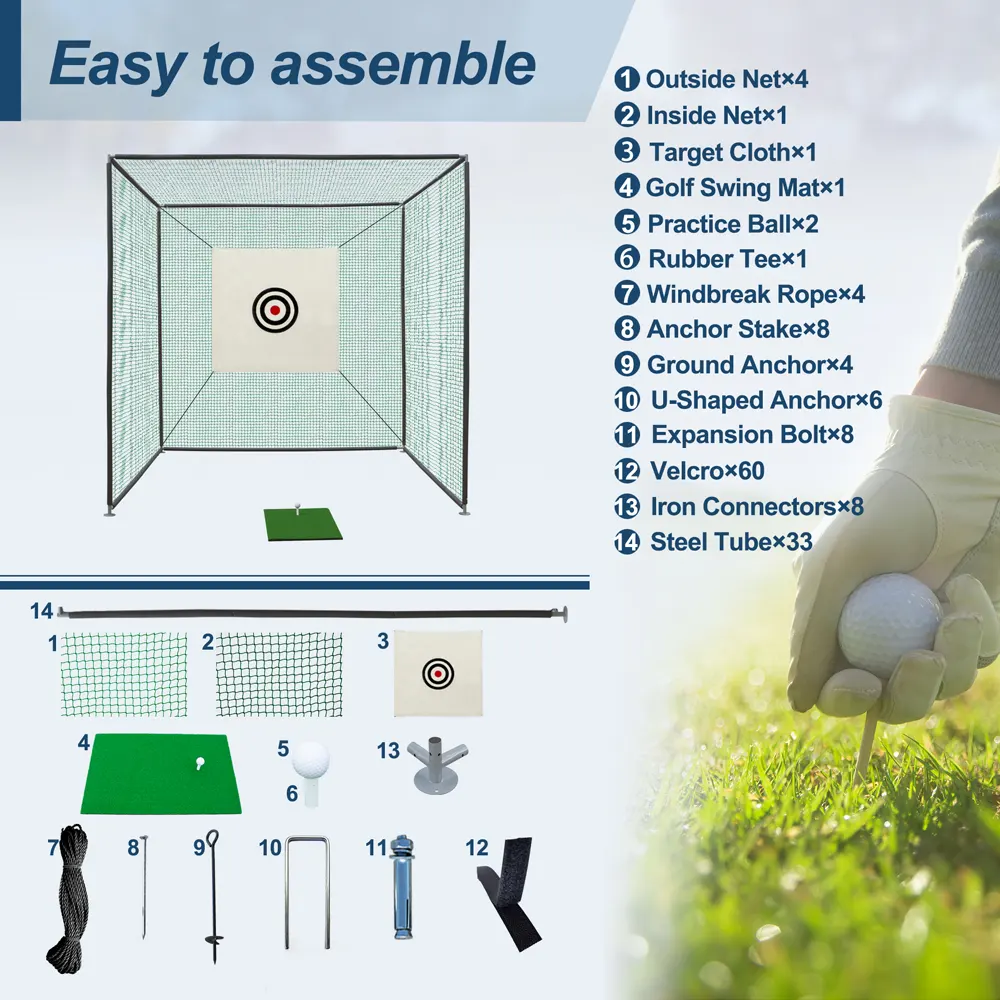 Easy to assemble
1 Outside Net×4
2 Inside Net×1
3 Target Cloth×1
4 Golf Swing Mat×1
5 Practice Ball×2
6 Rubber Tee×1
7 Windbreak Rope×4
8 Anchor Stake×8
9 Ground Anchor×4
10 U-Shaped Anchor×6
11 Expansion Bolt×8
12 Velcro×60
13 Iron Connectors×8
14 Steel Tube×33
14
1 2 3
4 5 13
6
7 8 9 10 11 12